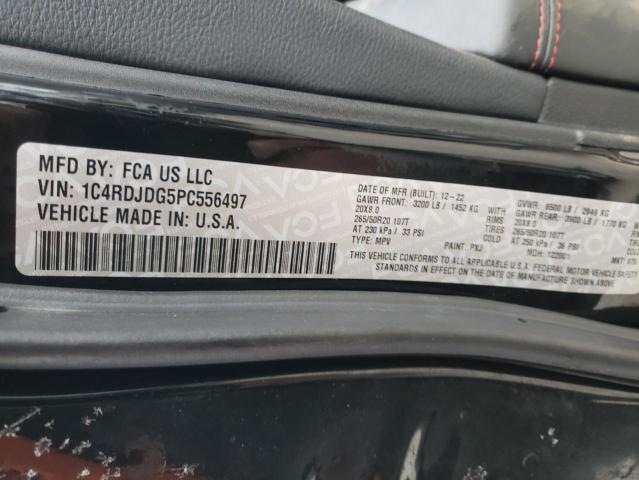 MFD BY: FCA US LLC
VIN: 1C4RDJDG5PC556497
VEHICLE MADE IN: U.S.A.
DATE OF MFR (BUILT): 12-22
GVWR: 6500 LB / 2948 KG
GAWR FRONT: 3200 LB / 1452 KG WITH GAWR REAR: 3900 LB / 1770 KG
20X8.0 RIMS 20X8.0
265/50R20 107T TIRES 265/50R20 107T
AT 230 kPa / 33 PSI COLD AT 250 kPa / 36 PSI
TYPE: MPV PAINT: PXJ MDH:
THIS VEHICLE CONFORMS TO ALL APPLICABLE U.S.A. FEDERAL MOTOR VEHICLE SAFETY
STANDARDS IN EFFECT ON THE DATE OF MANUFACTURE SHOWN ABOVE